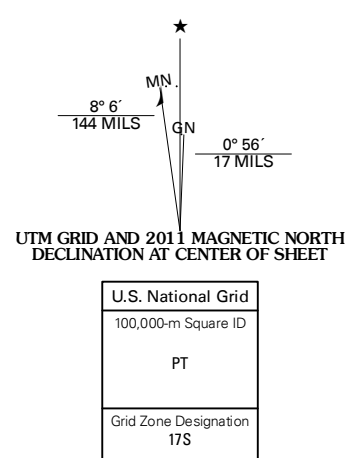 ★
MN
8° 6´
144 MILS
GN
0° 56´
17 MILS
UTM GRID AND 2011 MAGNETIC NORTH
DECLINATION AT CENTER OF SHEET
U.S. National Grid
100,000-m Square ID
PT
Grid Zone Designation
17S